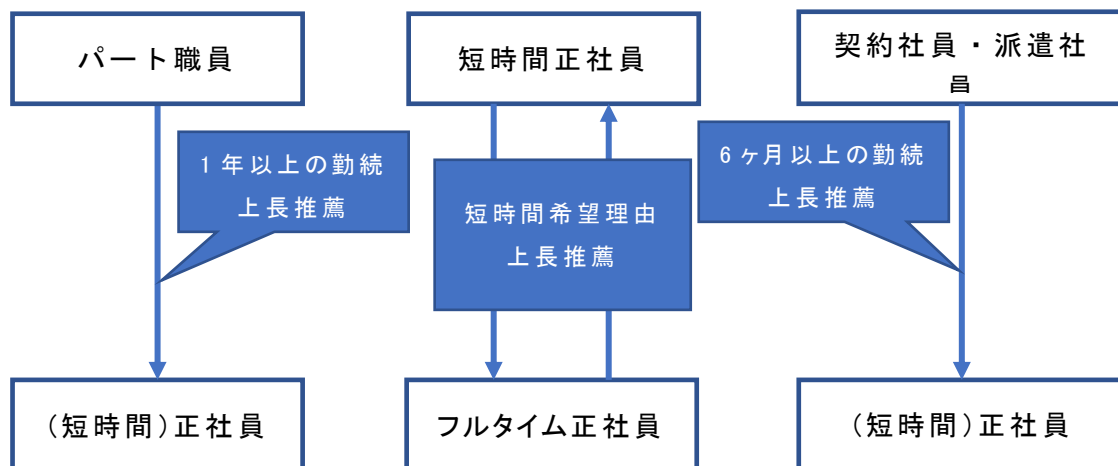 パート職員
短時間正社員
契約社員・派遣社
員
1年以上の勤続
上長推薦
短時間希望理由
上長推薦
6ヶ月以上の勤続
上長推薦
(短時間)正社員
フルタイム正社員
(短時間)正社員